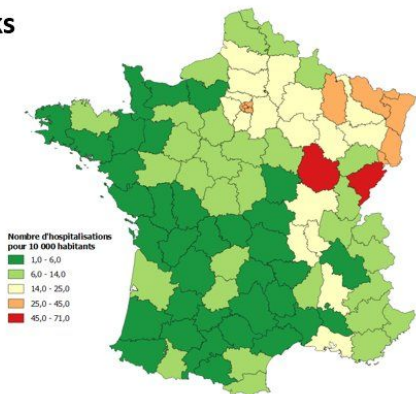 Nombre d'hospitalisations
pour 10 000 habitants
1,0 - 6,0
6,0 - 14,0
14,0 - 25,0
25,0 - 45,0
45,0 - 71,0